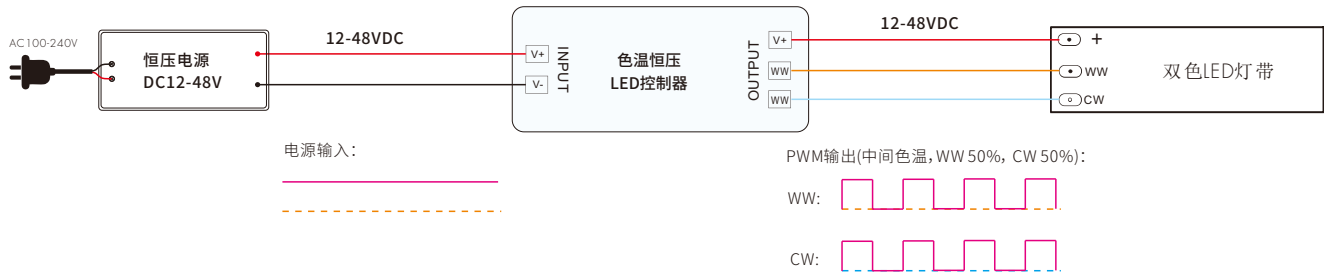 AC100-240V
恒压电源
DC12-48V
12-48VDC
V+
V-
INPUT
色温恒压
LED控制器
OUTPUT
V+
WW
WW
12-48VDC
+
WW
CW
双色LED灯带
电源输入：
PWM输出(中间色温，WW 50%，CW 50%)：
WW:
CW: